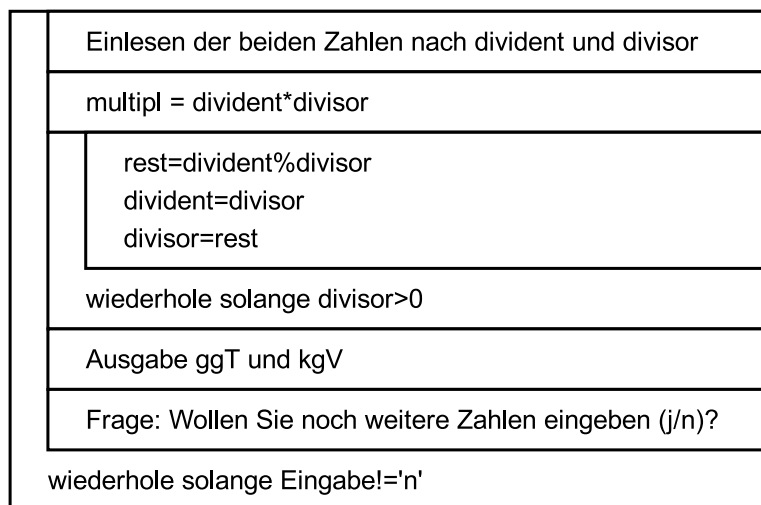 Einlesen der beiden Zahlen nach divident und divisor
multipl = divident*divisor
rest=divident%divisor
divident=divisor
divisor=rest
wiederhole solange divisor>0
Ausgabe ggT und kgV
Frage: Wollen Sie noch weitere Zahlen eingeben (j/n)?
wiederhole solange Eingabe!='n'